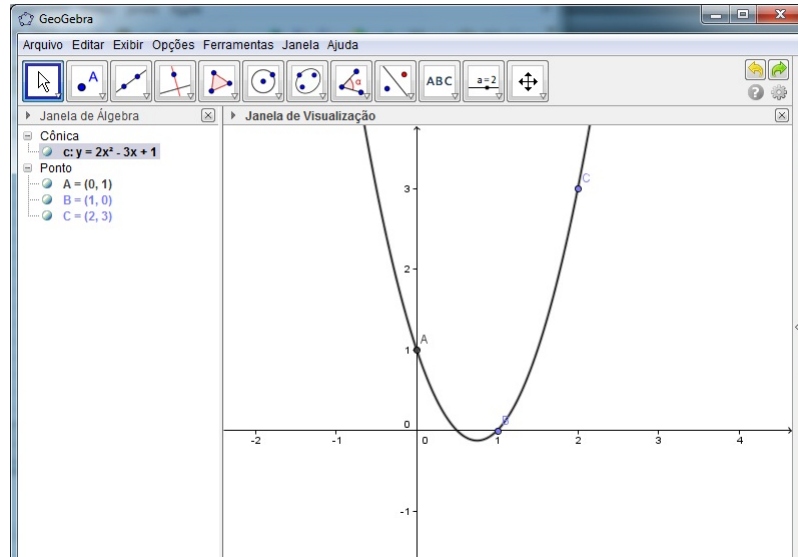 GeoGebra
Arquivo Editar Exibir Opções Ferramentas Janela Ajuda
A
α
ABC
a=2
Janela de Álgebra
Janela de Visualização
Cônica
c: y = 2x² - 3x + 1
Ponto
A = (0, 1)
B = (1, 0)
C = (2, 3)
C
3
2
A
1
B
0
-2 -1 0 1 2 3 4
-1